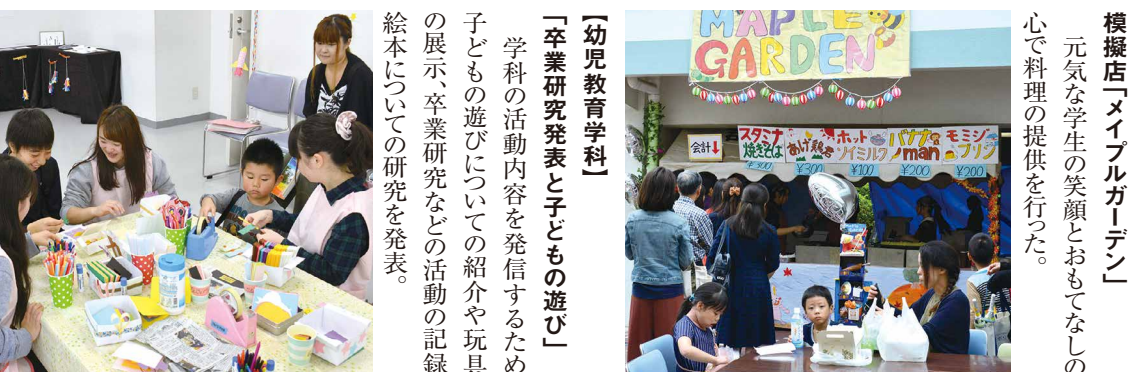 模擬店「メイプルガーデン」
元気な学生の笑顔とおもてなしの
心で料理の提供を行った。
MAPLE
GARDEN
会計
スタミナ
焼きそば
¥300
あげ鶏君
¥300
ホット
ソイミルク
¥100
バナナ
man
¥200
モミジ
プリン
¥200
【幼児教育学科】
「卒業研究発表と子どもの遊び」
学科の活動内容を発信するため
子どもの遊びについての紹介や玩具
の展示、卒業研究などの活動の記録
絵本についての研究を発表。